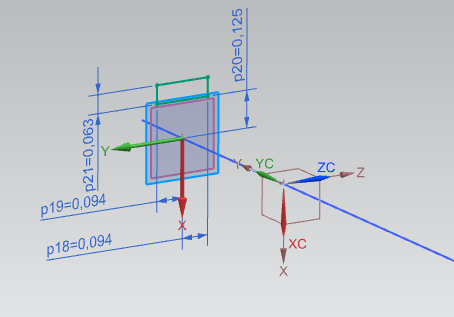 p20=0,125
p21=0,063
Y
Y
YC
ZC
Z
p19=0,094
X
p18=0,094
XC
X